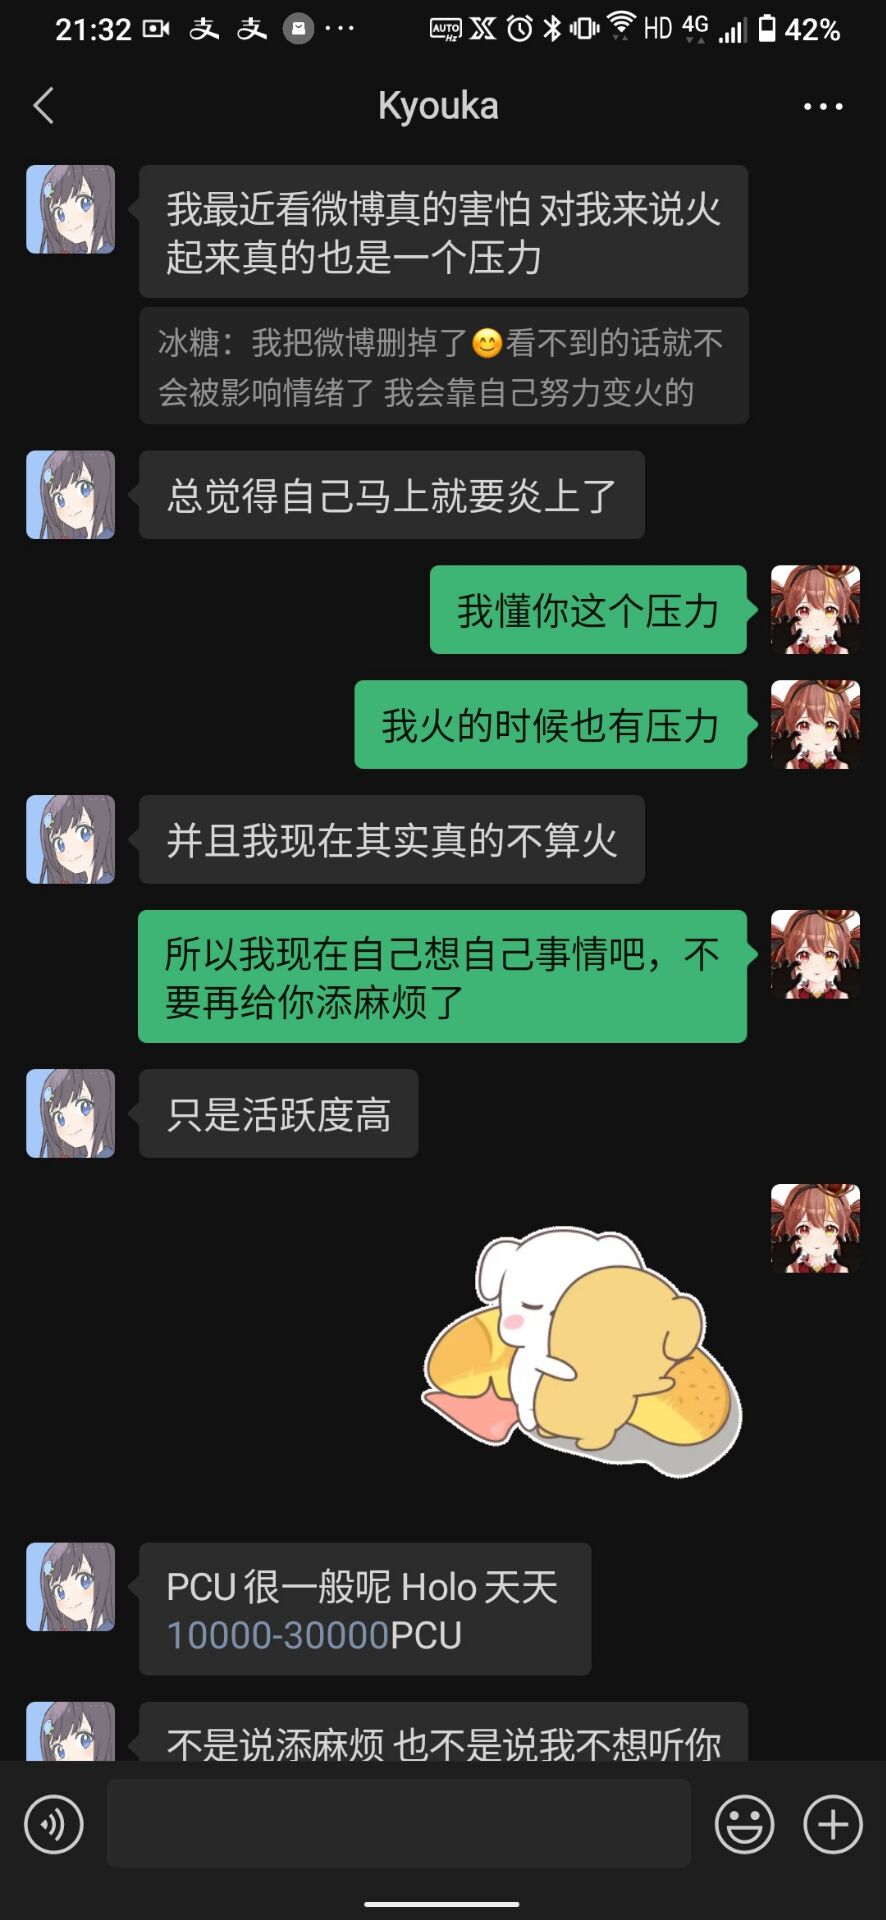 21:32 支 支 ··· AUTO Hz HD 4G 42%
Kyouka
我最近看微博真的害怕 对我来说火
起来真的也是一个压力
冰糖：我把微博删掉了😊看不到的话就不
会被影响情绪了 我会靠自己努力变火的
总觉得自己马上就要炎上了
我懂你这个压力
我火的时候也有压力
并且我现在其实真的不算火
所以我现在自己想自己事情吧，不
要再给你添麻烦了
只是活跃度高
PCU 很一般呢 Holo 天天
10000-30000PCU
不是说添麻烦 也不是说我不想听你